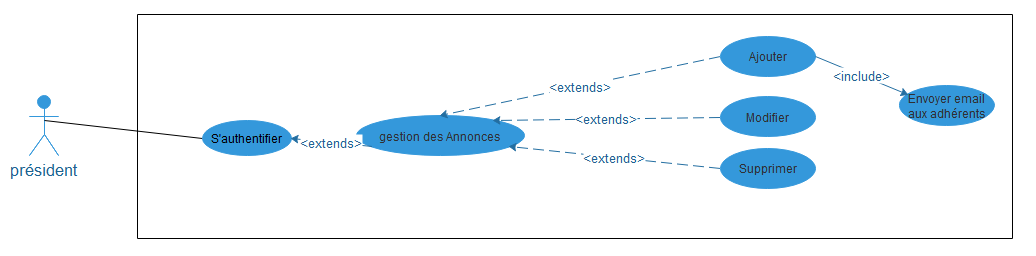 Ajouter
<include>
<extends>
Envoyer email
aux adhérents
<extends>
Modifier
S'authentifier
<extends>
gestion des Annonces
<extends>
Supprimer
président